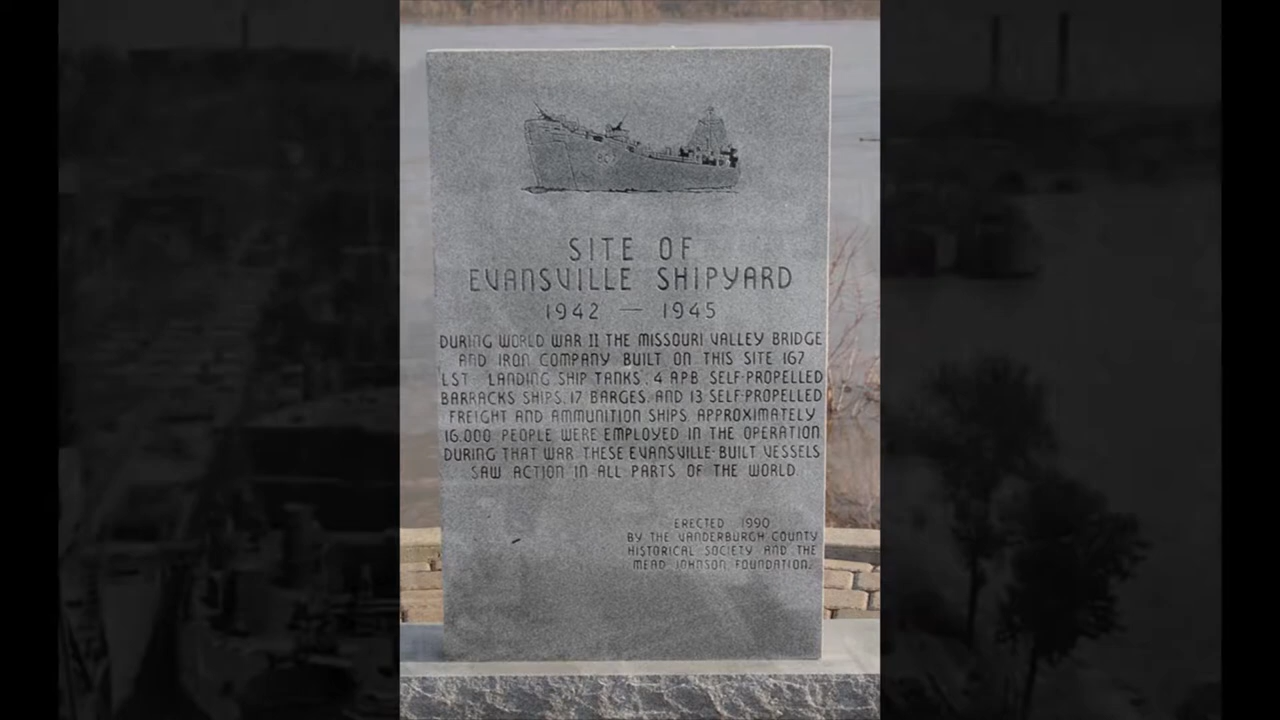 SITE OF
EVANSVILLE SHIPYARD
1942 — 1945
DURING WORLD WAR II THE MISSOURI VALLEY BRIDGE
AND IRON COMPANY BUILT ON THIS SITE 167
LST. LANDING SHIP TANKS, 4 APB SELF-PROPELLED
BARRACKS SHIPS, 17 BARGES, AND 13 SELF-PROPELLED
FREIGHT AND AMMUNITION SHIPS. APPROXIMATELY
16,000 PEOPLE WERE EMPLOYED IN THE OPERATION
DURING THAT WAR. THESE EVANSVILLE-BUILT VESSELS
SAW ACTION IN ALL PARTS OF THE WORLD.
ERECTED 1990
BY THE VANDERBURGH COUNTY
HISTORICAL SOCIETY AND THE
MEAD JOHNSON FOUNDATION.